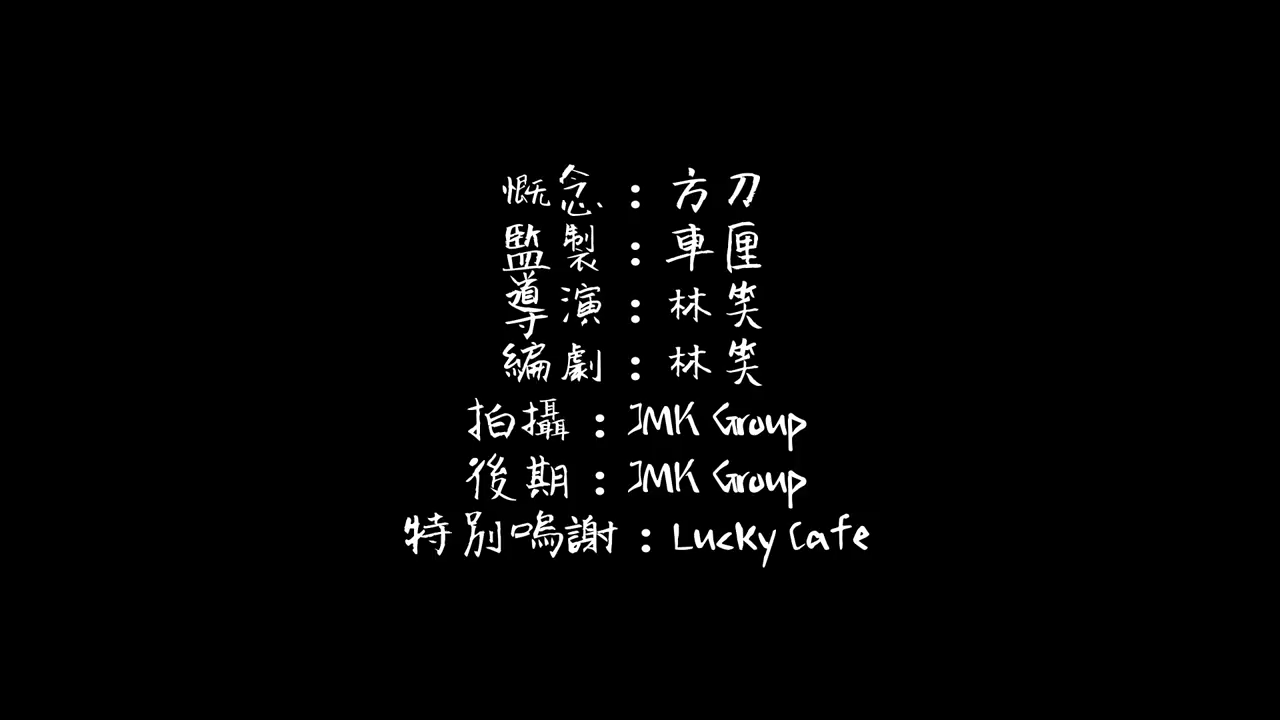 慨念：方刀
監製：車厘
導演：林笑
編劇：林笑
拍攝：JMK Group
後期：JMK Group
特別鳴謝：Lucky Cafe